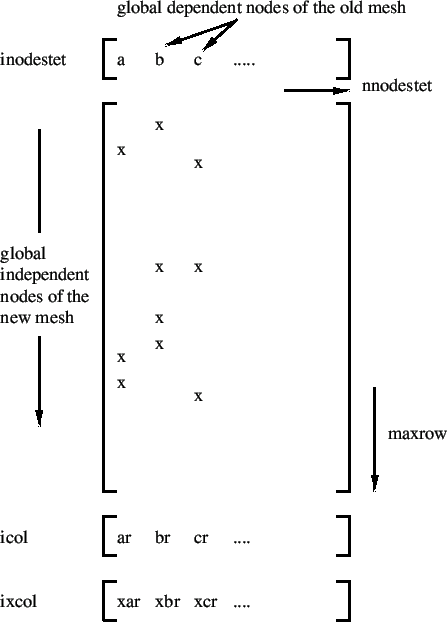 global dependent nodes of the old mesh
inodestet a b c .....
nnodestet
x
x
x
global
independent
nodes of the
new mesh
x x
x
x
x
x
x
maxrow
icol ar br cr ....
ixcol xar xbr xcr ....